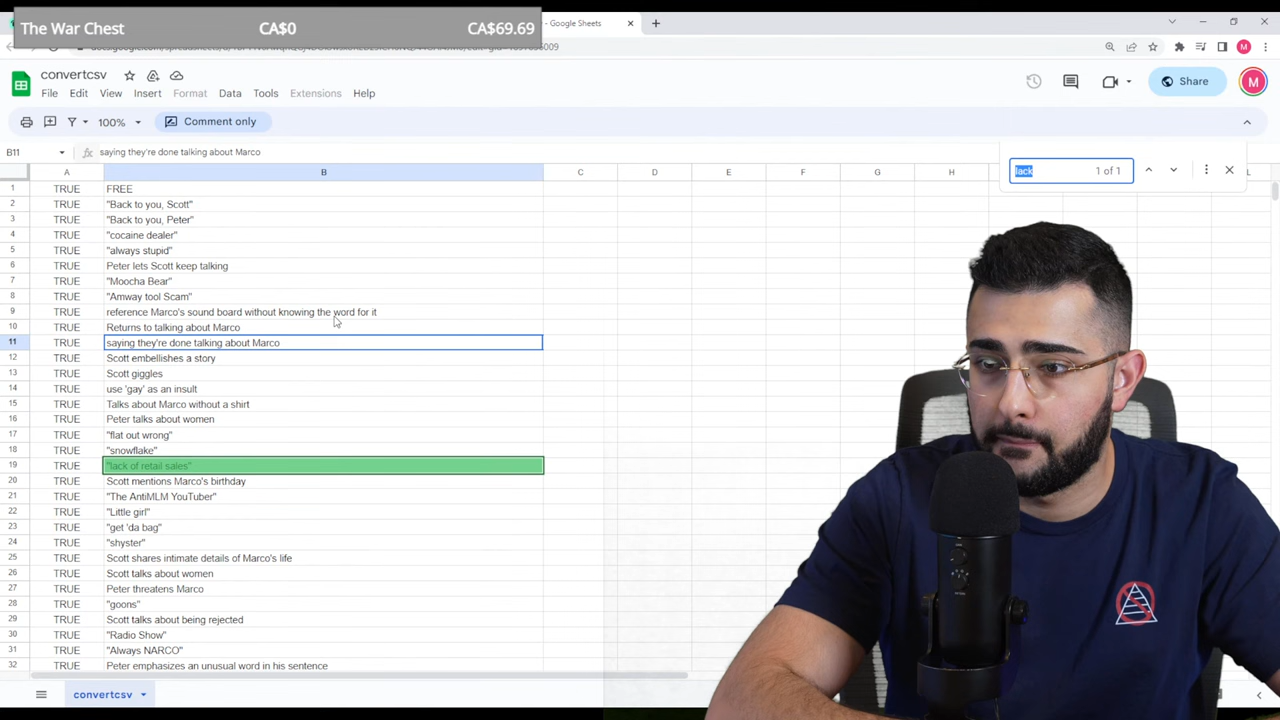 The War Chest CA$0 CA$69.69
- Google Sheets
convertcsv
File Edit View Insert Format Data Tools Extensions Help
Share
M
100% Comment only
B11 fx saying they're done talking about Marco
lack 1 of 1
A B C D E F G H L
1 TRUE FREE
2 TRUE "Back to you, Scott"
3 TRUE "Back to you, Peter"
4 TRUE "cocaine dealer"
5 TRUE "always stupid"
6 TRUE Peter lets Scott keep talking
7 TRUE "Moocha Bear"
8 TRUE "Amway tool Scam"
9 TRUE reference Marco's sound board without knowing the word for it
10 TRUE Returns to talking about Marco
11 TRUE saying they're done talking about Marco
12 TRUE Scott embellishes a story
13 TRUE Scott giggles
14 TRUE use 'gay' as an insult
15 TRUE Talks about Marco without a shirt
16 TRUE Peter talks about women
17 TRUE "flat out wrong"
18 TRUE "snowflake"
19 TRUE "lack of retail sales"
20 TRUE Scott mentions Marco's birthday
21 TRUE "The AntiMLM YouTuber"
22 TRUE "Little girl"
23 TRUE "get 'da bag"
24 TRUE "shyster"
25 TRUE Scott shares intimate details of Marco's life
26 TRUE Scott talks about women
27 TRUE Peter threatens Marco
28 TRUE "goons"
29 TRUE Scott talks about being rejected
30 TRUE "Radio Show"
31 TRUE "Always NARCO"
32 TRUE Peter emphasizes an unusual word in his sentence
convertcsv